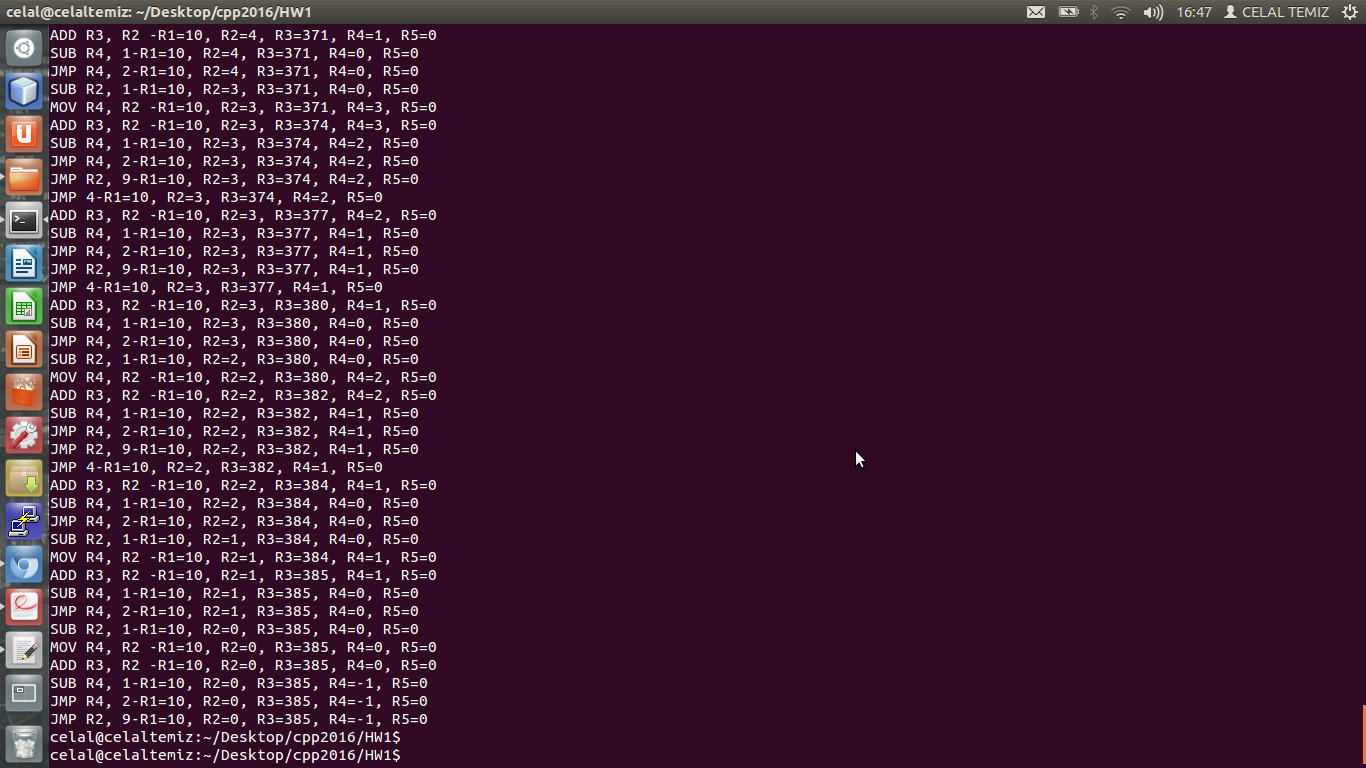 celal@celaltemiz: ~/Desktop/cpp2016/HW1
16:47 CELAL TEMIZ
ADD R3, R2 -R1=10, R2=4, R3=371, R4=1, R5=0
SUB R4, 1-R1=10, R2=4, R3=371, R4=0, R5=0
JMP R4, 2-R1=10, R2=4, R3=371, R4=0, R5=0
SUB R2, 1-R1=10, R2=3, R3=371, R4=0, R5=0
MOV R4, R2 -R1=10, R2=3, R3=371, R4=3, R5=0
ADD R3, R2 -R1=10, R2=3, R3=374, R4=3, R5=0
SUB R4, 1-R1=10, R2=3, R3=374, R4=2, R5=0
JMP R4, 2-R1=10, R2=3, R3=374, R4=2, R5=0
JMP R2, 9-R1=10, R2=3, R3=374, R4=2, R5=0
JMP 4-R1=10, R2=3, R3=374, R4=2, R5=0
ADD R3, R2 -R1=10, R2=3, R3=377, R4=2, R5=0
SUB R4, 1-R1=10, R2=3, R3=377, R4=1, R5=0
JMP R4, 2-R1=10, R2=3, R3=377, R4=1, R5=0
JMP R2, 9-R1=10, R2=3, R3=377, R4=1, R5=0
JMP 4-R1=10, R2=3, R3=377, R4=1, R5=0
ADD R3, R2 -R1=10, R2=3, R3=380, R4=1, R5=0
SUB R4, 1-R1=10, R2=3, R3=380, R4=0, R5=0
JMP R4, 2-R1=10, R2=3, R3=380, R4=0, R5=0
SUB R2, 1-R1=10, R2=2, R3=380, R4=0, R5=0
MOV R4, R2 -R1=10, R2=2, R3=380, R4=2, R5=0
ADD R3, R2 -R1=10, R2=2, R3=382, R4=2, R5=0
SUB R4, 1-R1=10, R2=2, R3=382, R4=1, R5=0
JMP R4, 2-R1=10, R2=2, R3=382, R4=1, R5=0
JMP R2, 9-R1=10, R2=2, R3=382, R4=1, R5=0
JMP 4-R1=10, R2=2, R3=382, R4=1, R5=0
ADD R3, R2 -R1=10, R2=2, R3=384, R4=1, R5=0
SUB R4, 1-R1=10, R2=2, R3=384, R4=0, R5=0
JMP R4, 2-R1=10, R2=2, R3=384, R4=0, R5=0
SUB R2, 1-R1=10, R2=1, R3=384, R4=0, R5=0
MOV R4, R2 -R1=10, R2=1, R3=384, R4=1, R5=0
ADD R3, R2 -R1=10, R2=1, R3=385, R4=1, R5=0
SUB R4, 1-R1=10, R2=1, R3=385, R4=0, R5=0
JMP R4, 2-R1=10, R2=1, R3=385, R4=0, R5=0
SUB R2, 1-R1=10, R2=0, R3=385, R4=0, R5=0
MOV R4, R2 -R1=10, R2=0, R3=385, R4=0, R5=0
ADD R3, R2 -R1=10, R2=0, R3=385, R4=0, R5=0
SUB R4, 1-R1=10, R2=0, R3=385, R4=-1, R5=0
JMP R4, 2-R1=10, R2=0, R3=385, R4=-1, R5=0
JMP R2, 9-R1=10, R2=0, R3=385, R4=-1, R5=0
celal@celaltemiz:~/Desktop/cpp2016/HW1$
celal@celaltemiz:~/Desktop/cpp2016/HW1$